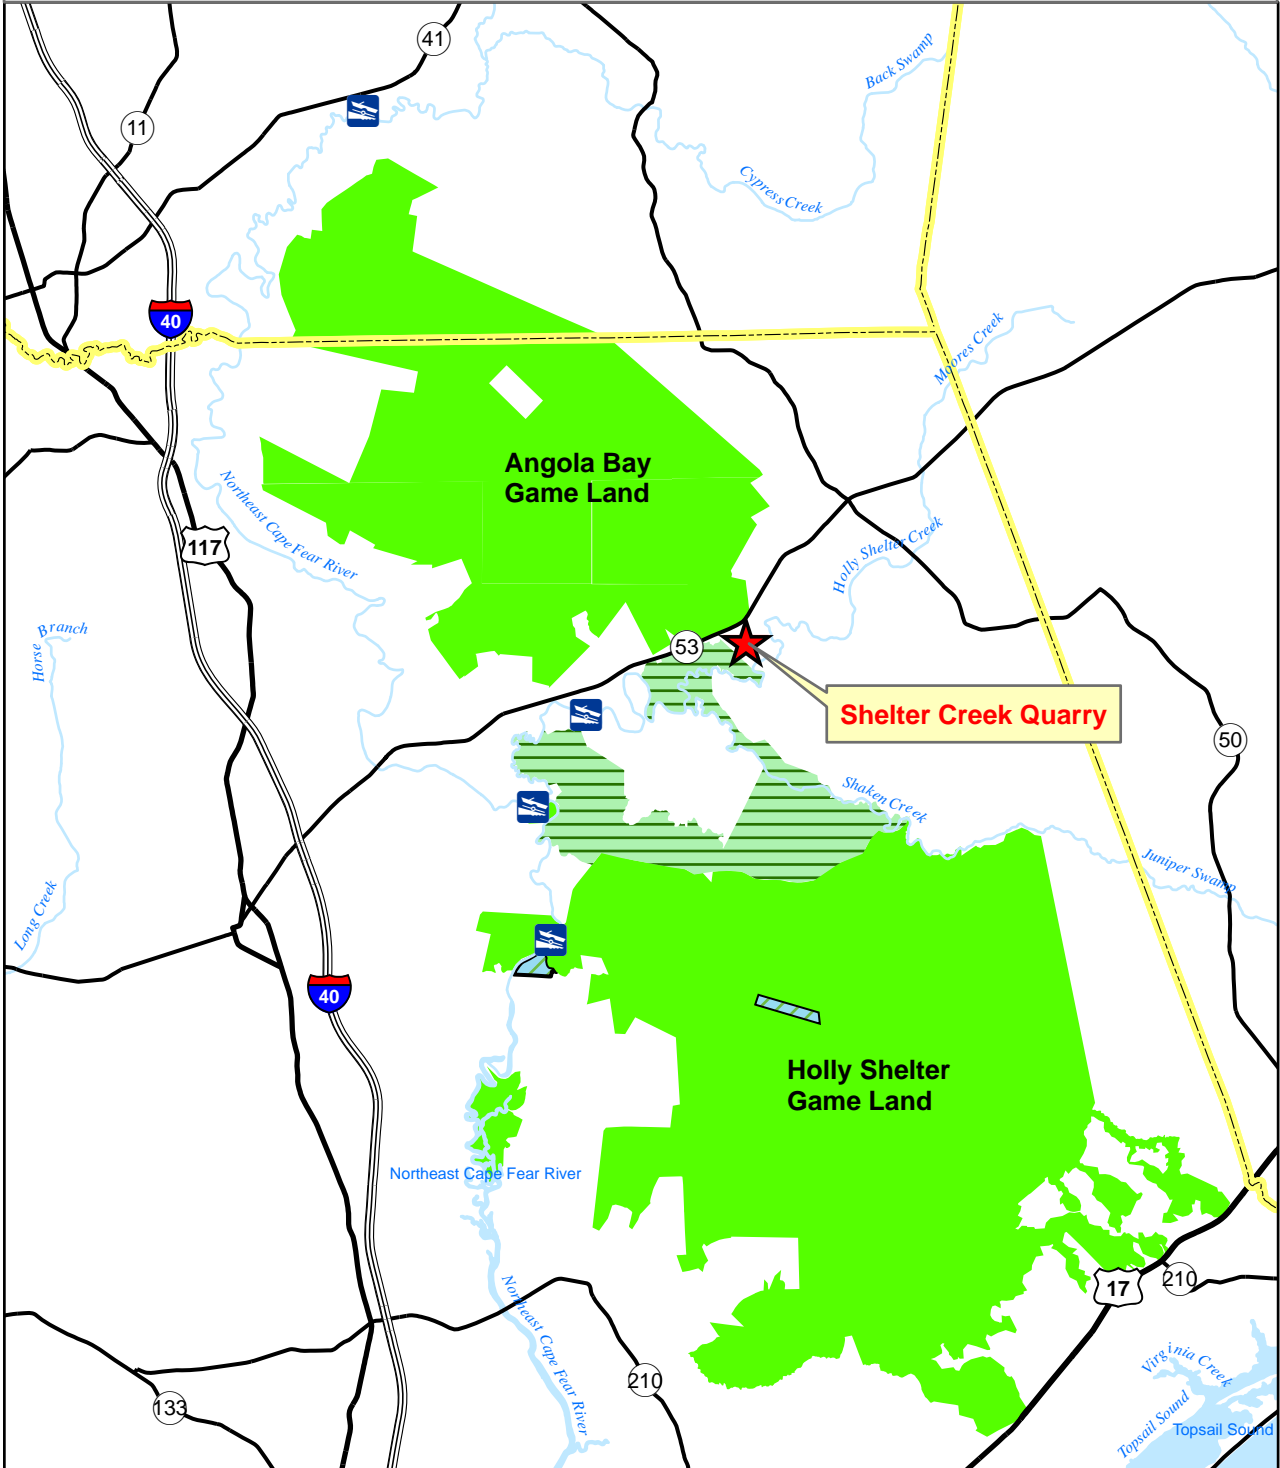 41
Back Swamp
11
Cypress Creek
40
Moores Creek
Angola Bay
Game Land
Northeast Cape Fear River
117
Holly Shelter Creek
Horse Branch
53
Shelter Creek Quarry
50
Shaken Creek
Juniper Swamp
Long Creek
40
Holly Shelter
Game Land
Northeast Cape Fear River
17
210
Northeast Cape Fear River
Virginia Creek
210
133
Topsail Sound
Topsail Sound